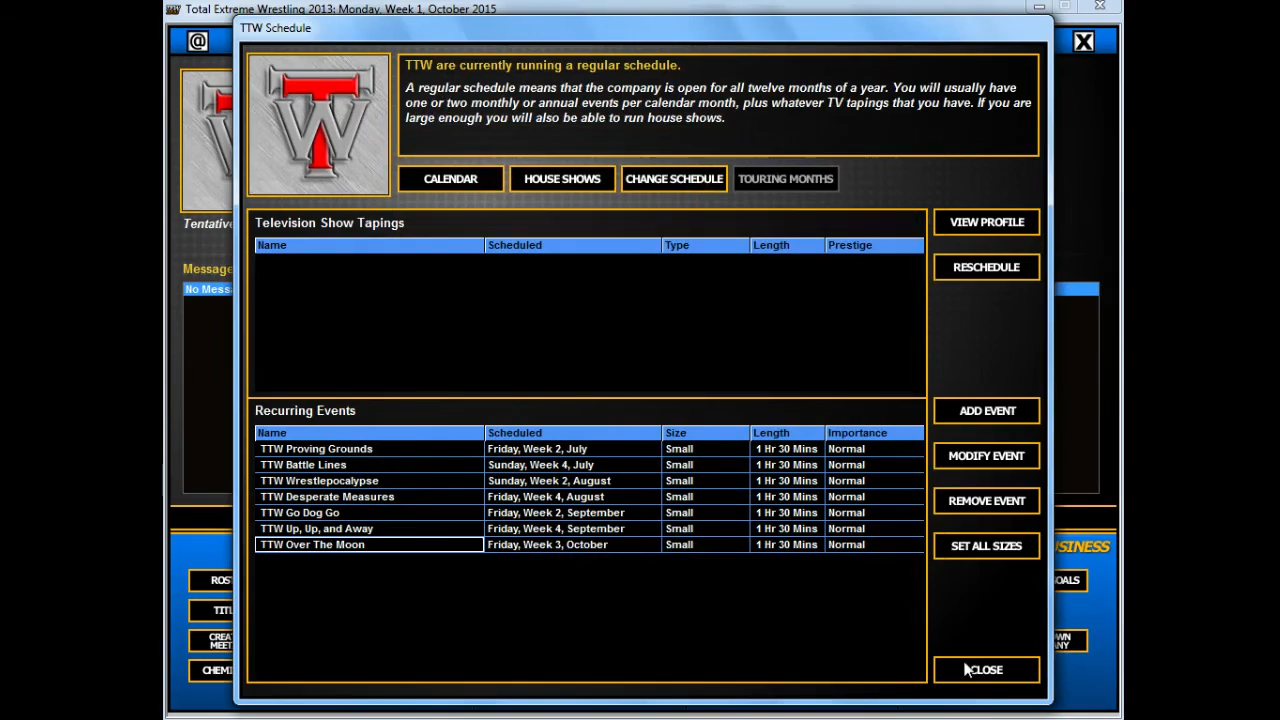 Total Extreme Wrestling 2013: Monday, Week 1, October 2015
TTW Schedule
@
X
TTW are currently running a regular schedule.
A regular schedule means that the company is open for all twelve months of a year. You will usually have
one or two monthly or annual events per calendar month, plus whatever TV tapings that you have. If you are
large enough you will also be able to run house shows.
TW
CALENDAR HOUSE SHOWS CHANGE SCHEDULE TOURING MONTHS
Tentative
Television Show Tapings
VIEW PROFILE
Name Scheduled Type Length Prestige
RESCHEDULE
Message
No Mess
Recurring Events
ADD EVENT
Name Scheduled Size Length Importance
TTW Proving Grounds Friday, Week 2, July Small 1 Hr 30 Mins Normal
MODIFY EVENT
TTW Battle Lines Sunday, Week 4, July Small 1 Hr 30 Mins Normal
TTW Wrestlepocalypse Sunday, Week 2, August Small 1 Hr 30 Mins Normal
TTW Desperate Measures Friday, Week 4, August Small 1 Hr 30 Mins Normal
REMOVE EVENT
TTW Go Dog Go Friday, Week 2, September Small 1 Hr 30 Mins Normal
TTW Up, Up, and Away Friday, Week 4, September Small 1 Hr 30 Mins Normal
TTW Over The Moon Friday, Week 3, October Small 1 Hr 30 Mins Normal
SET ALL SIZES
USINESS
ROS
OALS
TITL
CREA
MEET
OWN
ANY
CHEMI
CLOSE